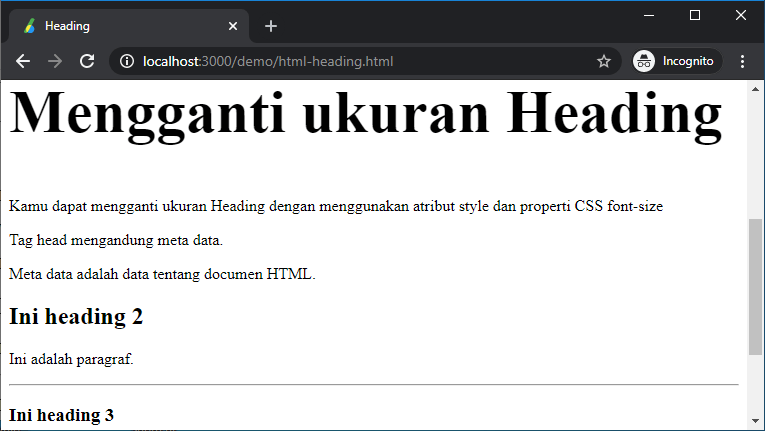 Heading
localhost:3000/demo/html-heading.html
Incognito
Mengganti ukuran Heading
Kamu dapat mengganti ukuran Heading dengan menggunakan atribut style dan properti CSS font-size
Tag head mengandung meta data.
Meta data adalah data tentang documen HTML.
Ini heading 2
Ini adalah paragraf.
Ini heading 3